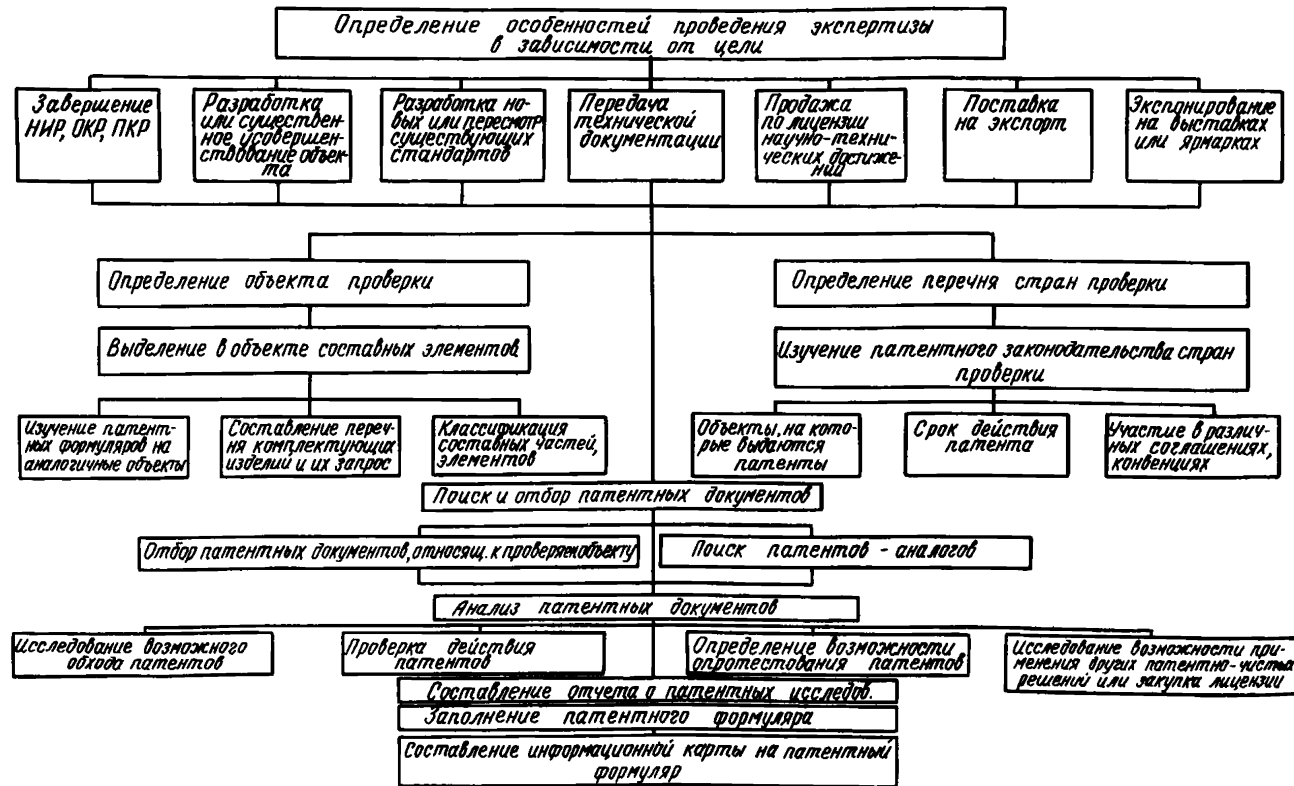 Определение особенностей проведения экспертизы
в зависимости от цели
Завершение
НИР, ОКР, ПКР
Разработка
или существен-
ное усовершен-
ствование объек-
та
Разработка но-
вых или пересмотр
существующих
стандартов
Передача
технической
документации
Продажа
по лицензии
научно-техни-
ческих достиже-
ний
Поставка
на экспорт
Экспонирование
на выставках
или ярмарках
Определение объекта проверки
Определение перечня стран проверки
Выделение в объекте составных элементов
Изучение патентного законодательства стран
проверки
Изучение патент-
ных формуляров на
аналогичные объекты
Составление переч-
ня комплектующих
изделий и их запрос
Классификация
составных частей,
элементов
Объекты, на кото-
рые выдаются
патенты
Срок действия
патента
Участие в различ-
ных соглашениях,
конвенциях
Поиск и отбор патентных документов
Отбор патентных документов, относящ. к проверяем.объекту
Поиск патентов - аналогов
Анализ патентных документов
Исследование возможного
обхода патентов
Проверка действия
патентов
Определение возможности
опротестования патентов
Исследование возможности при-
менения других патентно-чистых
решений или закупка лицензии
Составление отчета о патентных исследов.
Заполнение патентного формуляра
Составление информационной карты на патентный
формуляр